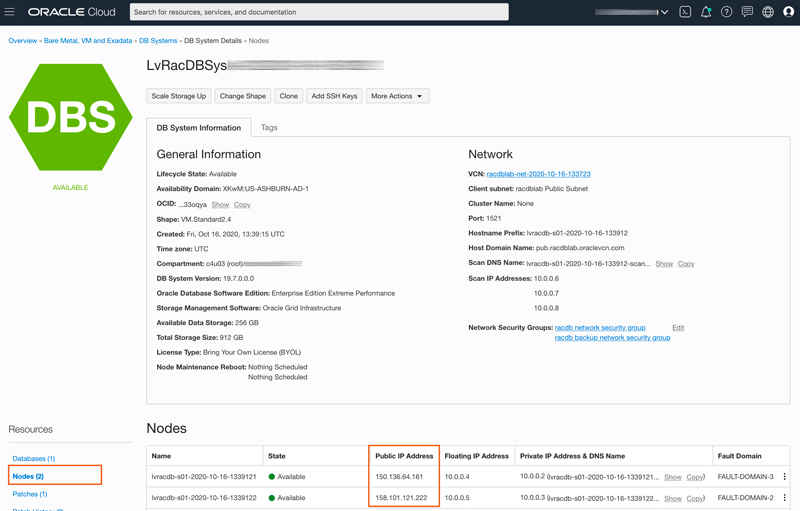 ORACLE Cloud
Search for resources, services, and documentation
Overview » Bare Metal, VM and Exadata » DB Systems » DB System Details » Nodes
DBS
AVAILABLE
LvRacDBSys
Scale Storage Up
Change Shape
Clone
Add SSH Keys
More Actions
DB System Information
Tags
General Information
Lifecycle State: Available
Availability Domain: XKwM:US-ASHBURN-AD-1
OCID: ...33oqya Show Copy
Shape: VM.Standard2.4
Created: Fri, Oct 16, 2020, 13:39:15 UTC
Time zone: UTC
Compartment: c4u03 (root)/
DB System Version: 19.7.0.0.0
Oracle Database Software Edition: Enterprise Edition Extreme Performance
Storage Management Software: Oracle Grid Infrastructure
Available Data Storage: 256 GB
Total Storage Size: 912 GB
License Type: Bring Your Own License (BYOL)
Node Maintenance Reboot: Nothing Scheduled
Nothing Scheduled
Network
VCN: racdblab-net-2020-10-16-133723
Client subnet: racdblab Public Subnet
Cluster Name: None
Port: 1521
Hostname Prefix: lvracdb-s01-2020-10-16-133912
Host Domain Name: pub.racdblab.oraclevcn.com
Scan DNS Name: lvracdb-s01-2020-10-16-133912-scan... Show Copy
Scan IP Addresses: 10.0.0.6
10.0.0.7
10.0.0.8
Network Security Groups: racdb network security group Edit
racdb backup network security group
Resources
Databases (1)
Nodes (2)
Patches (1)
Nodes
Name State Public IP Address Floating IP Address Private IP Address & DNS Name Fault Domain
lvracdb-s01-2020-10-16-1339121 Available 150.136.64.161 10.0.0.4 10.0.0.2 (lvracdb-s01-2020-10-16-1339121... Show Copy) FAULT-DOMAIN-3
lvracdb-s01-2020-10-16-1339122 Available 158.101.121.222 10.0.0.5 10.0.0.3 (lvracdb-s01-2020-10-16-1339122... Show Copy) FAULT-DOMAIN-2